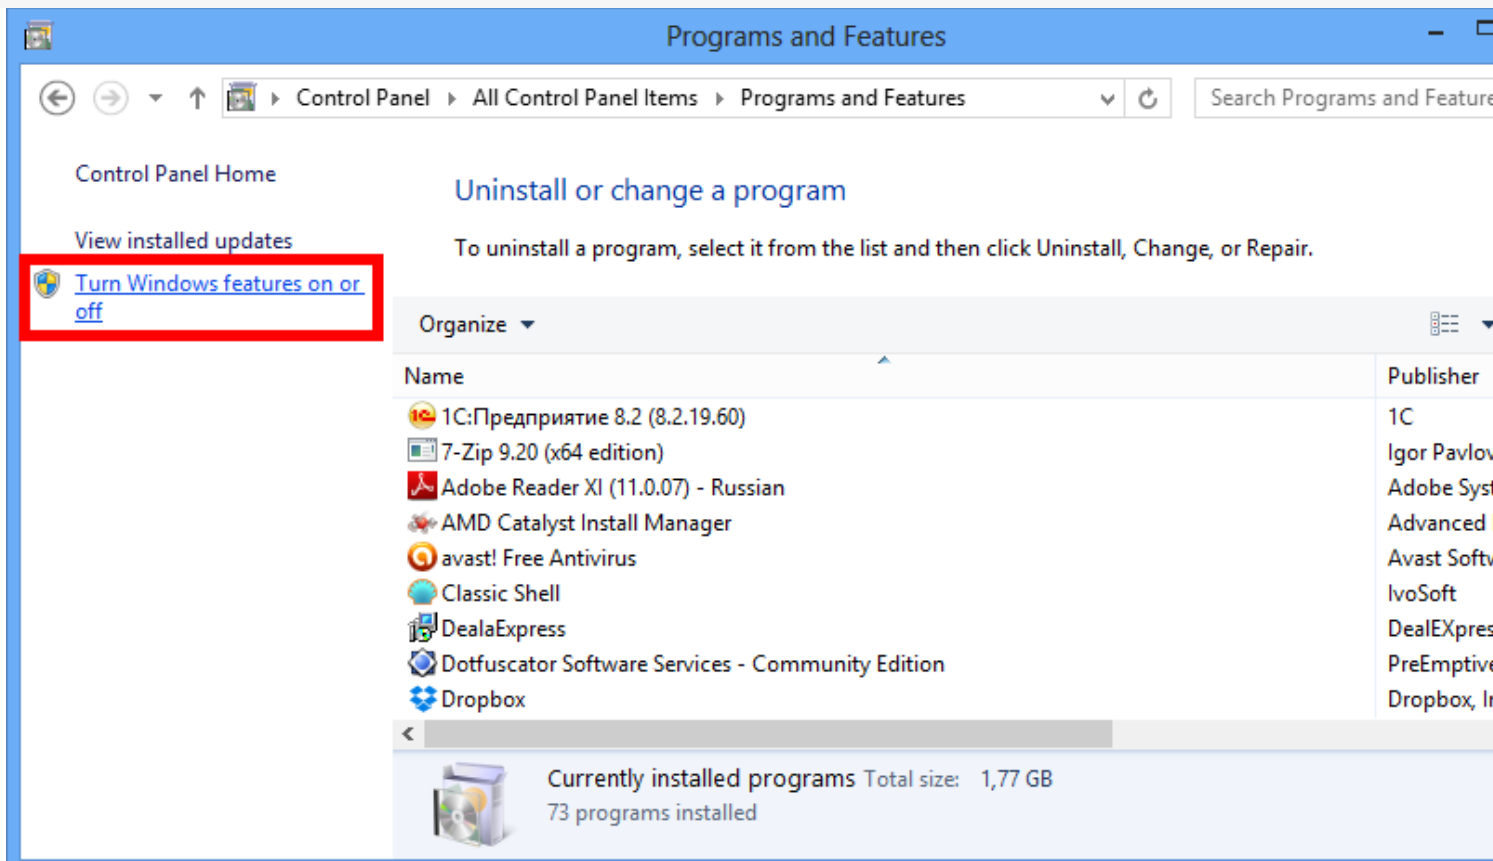 Programs and Features
Control Panel All Control Panel Items Programs and Features
Search Programs and Feature
Control Panel Home
View installed updates
Turn Windows features on or
off
Uninstall or change a program
To uninstall a program, select it from the list and then click Uninstall, Change, or Repair.
Organize
Name Publisher
1С:Предприятие 8.2 (8.2.19.60) 1C
7-Zip 9.20 (x64 edition) Igor Pavlov
Adobe Reader XI (11.0.07) - Russian Adobe Syst
AMD Catalyst Install Manager Advanced
avast! Free Antivirus Avast Softw
Classic Shell IvoSoft
DealaExpress DealEXpres
Dotfuscator Software Services - Community Edition PreEmptive
Dropbox Dropbox, In
Currently installed programs Total size: 1,77 GB
73 programs installed